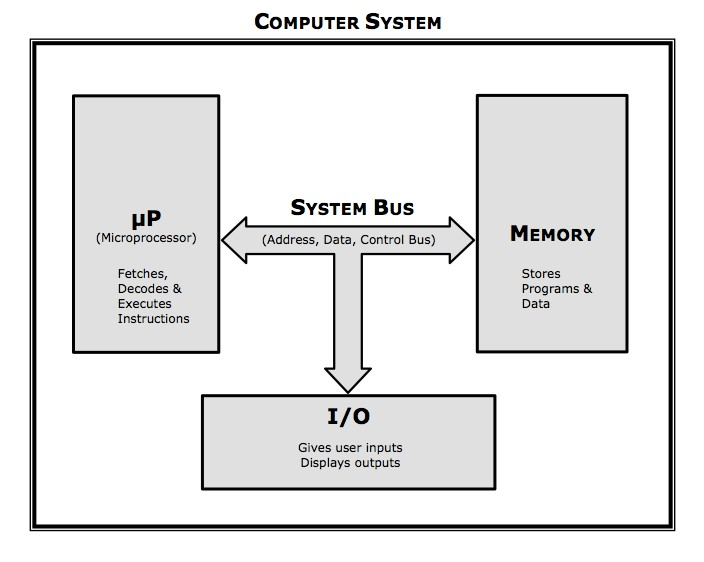 COMPUTER SYSTEM
µP
(Microprocessor)
Fetches,
Decodes &
Executes
Instructions
SYSTEM BUS
(Address, Data, Control Bus)
MEMORY
Stores
Programs &
Data
I/O
Gives user inputs
Displays outputs